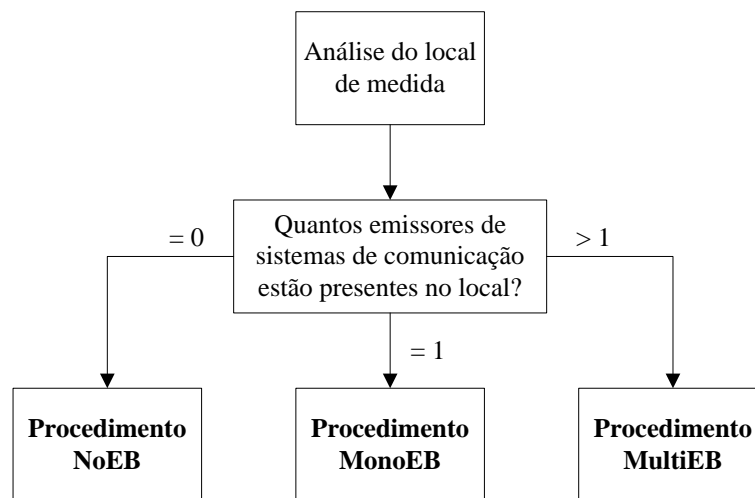 Análise do local
de medida
Quantos emissores de
sistemas de comunicação
estão presentes no local?
= 0
> 1
= 1
Procedimento
NoEB
Procedimento
MonoEB
Procedimento
MultiEB